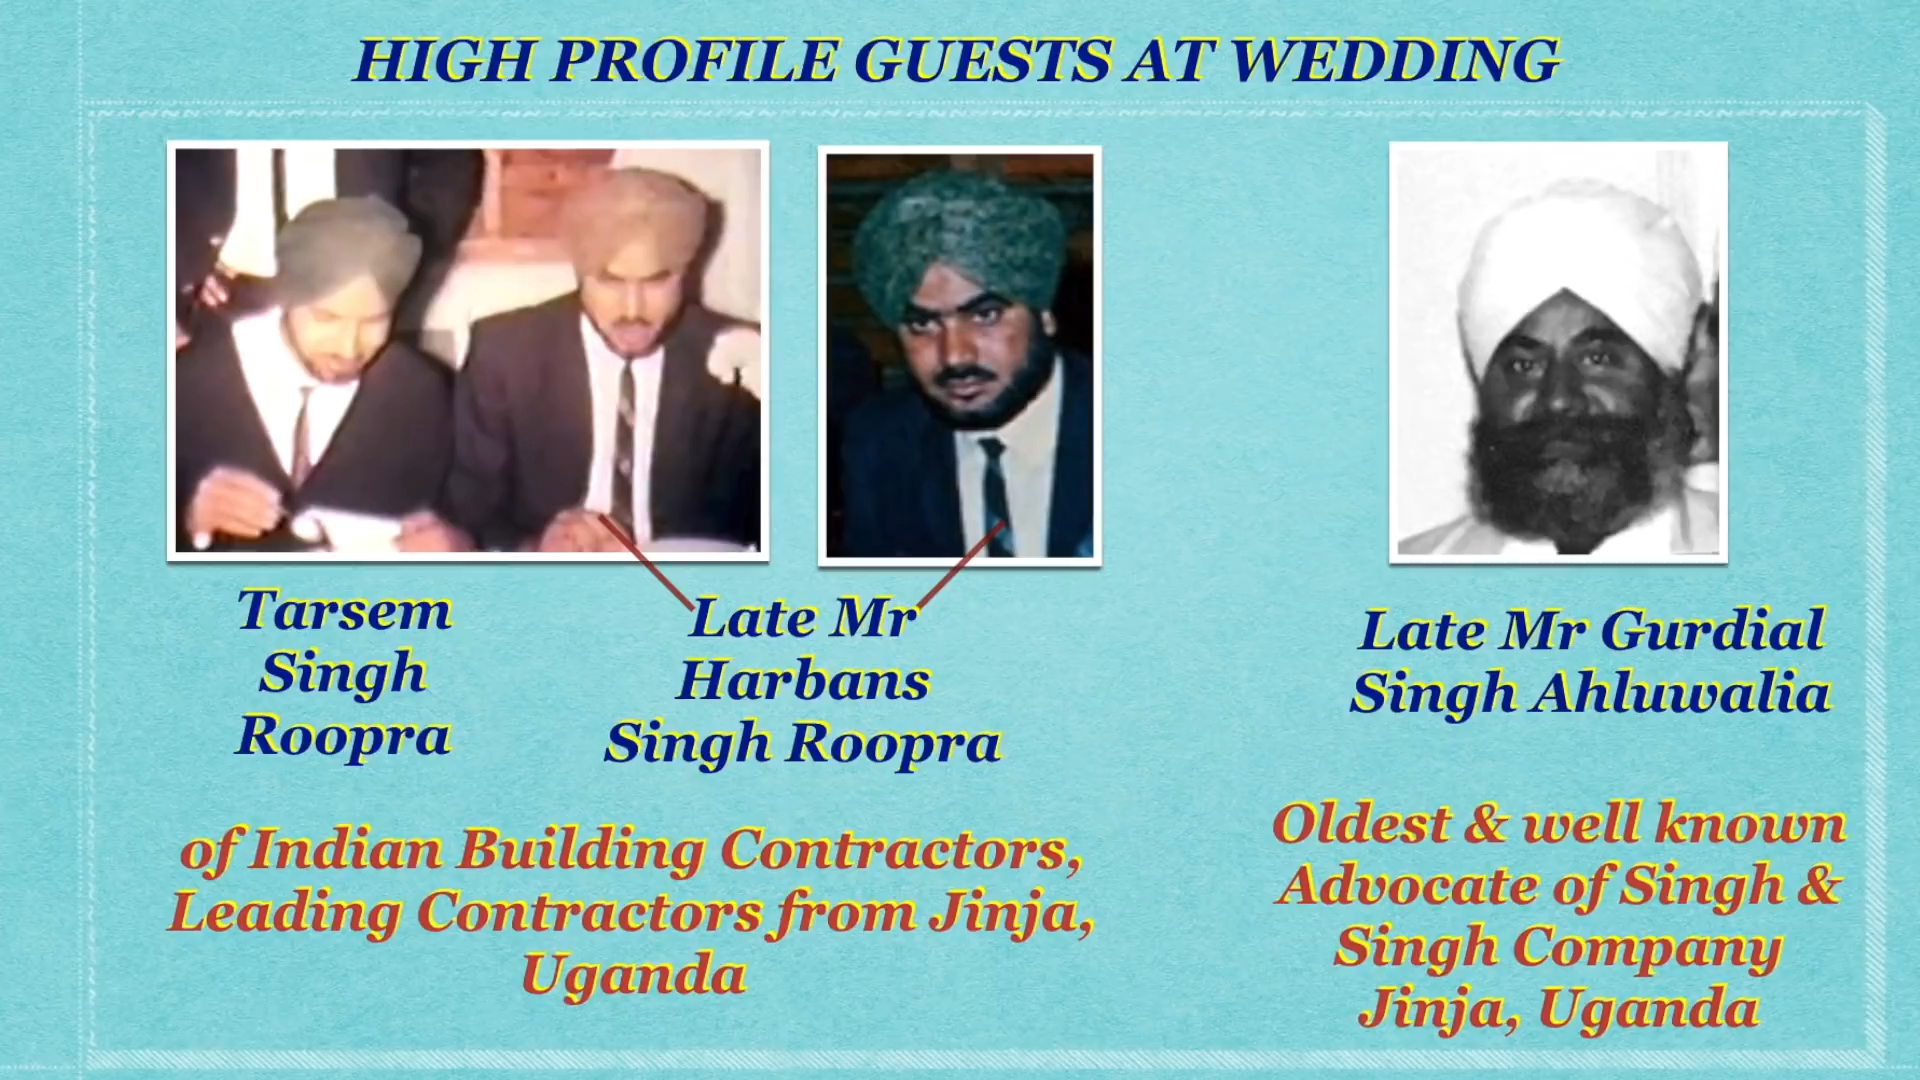 HIGH PROFILE GUESTS AT WEDDING
Tarsem
Singh
Roopra
Late Mr
Harbans
Singh Roopra
of Indian Building Contractors,
Leading Contractors from Jinja,
Uganda
Late Mr Gurdial
Singh Ahluwalia
Oldest & well known
Advocate of Singh &
Singh Company
Jinja, Uganda